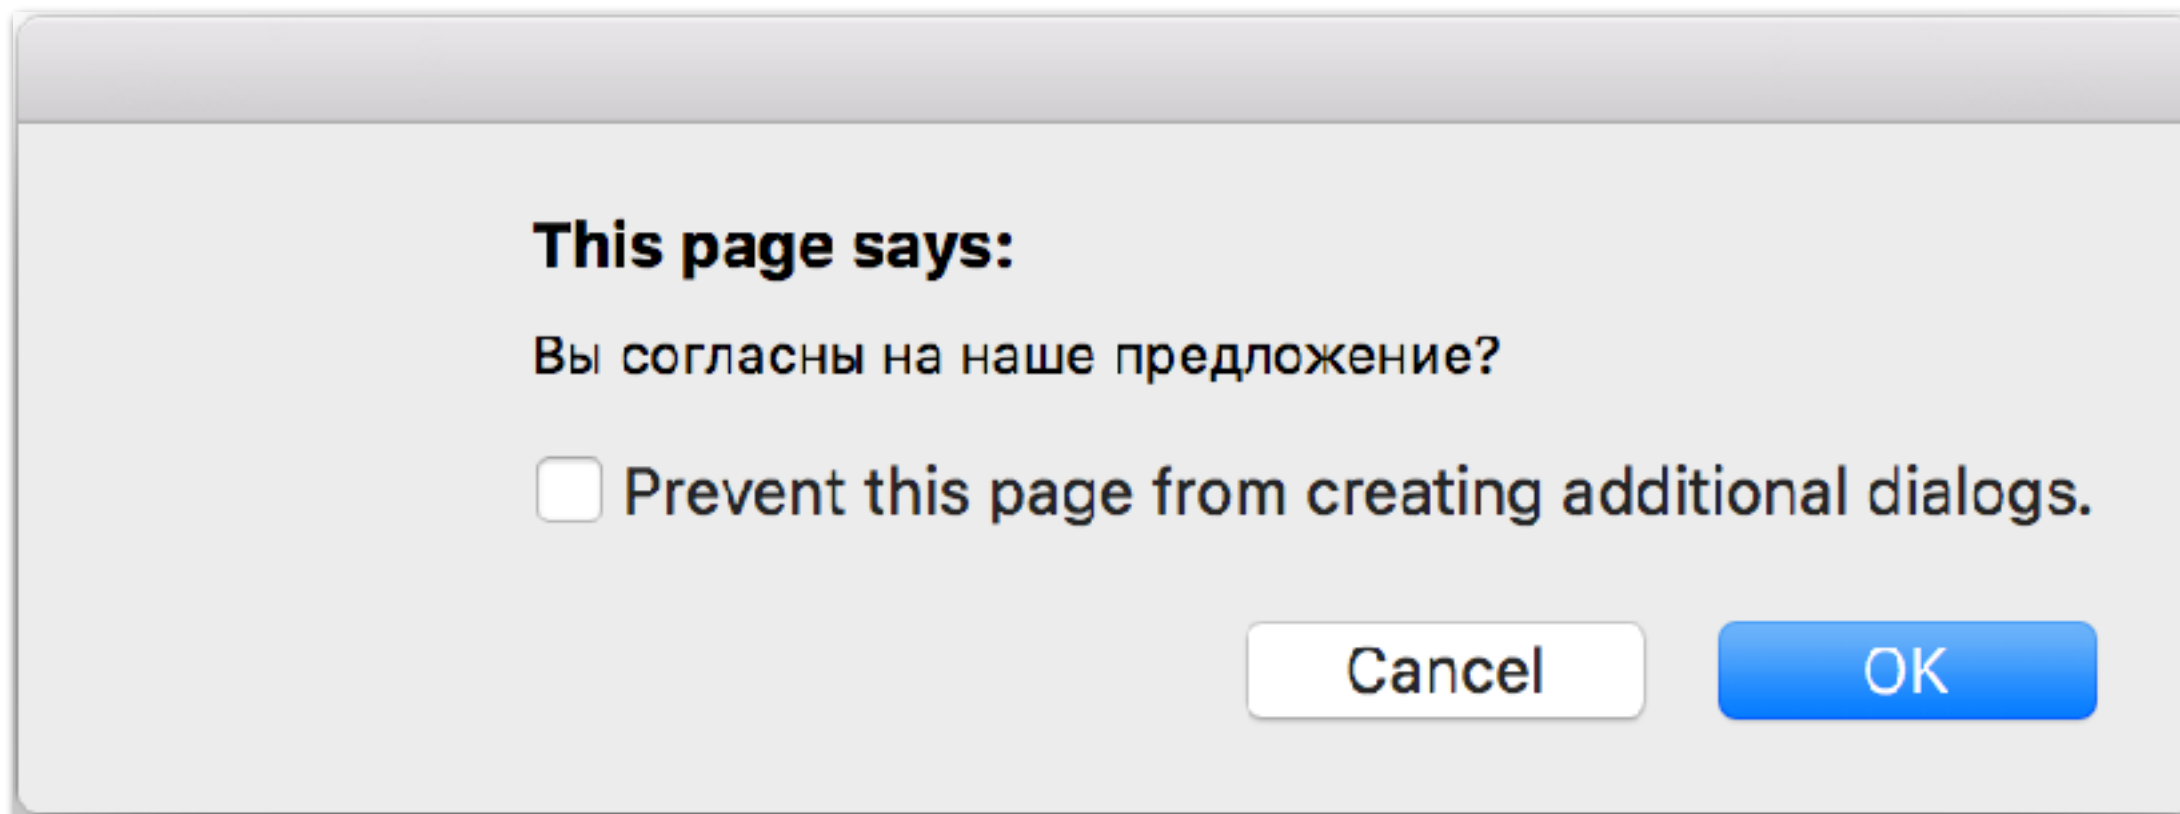 This page says:
Вы согласны на наше предложение?
Prevent this page from creating additional dialogs.
Cancel
OK